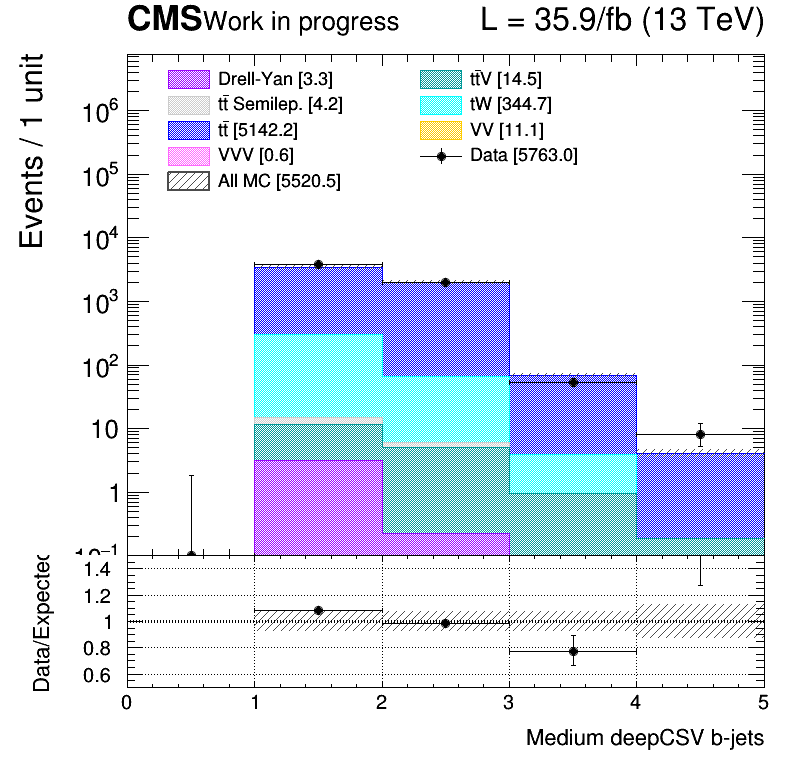 CMS Work in progress L = 35.9/fb (13 TeV)
Events / 1 unit
Drell-Yan [3.3]
tt̄ Semilep. [4.2]
tt̄ [5142.2]
VVV [0.6]
All MC [5520.5]
tt̄V [14.5]
tW [344.7]
VV [11.1]
Data [5763.0]
10⁶
10⁵
10⁴
10³
10²
10
1
10⁻¹
Data/Expected
1.4
1.2
1
0.8
0.6
0 1 2 3 4 5
Medium deepCSV b-jets